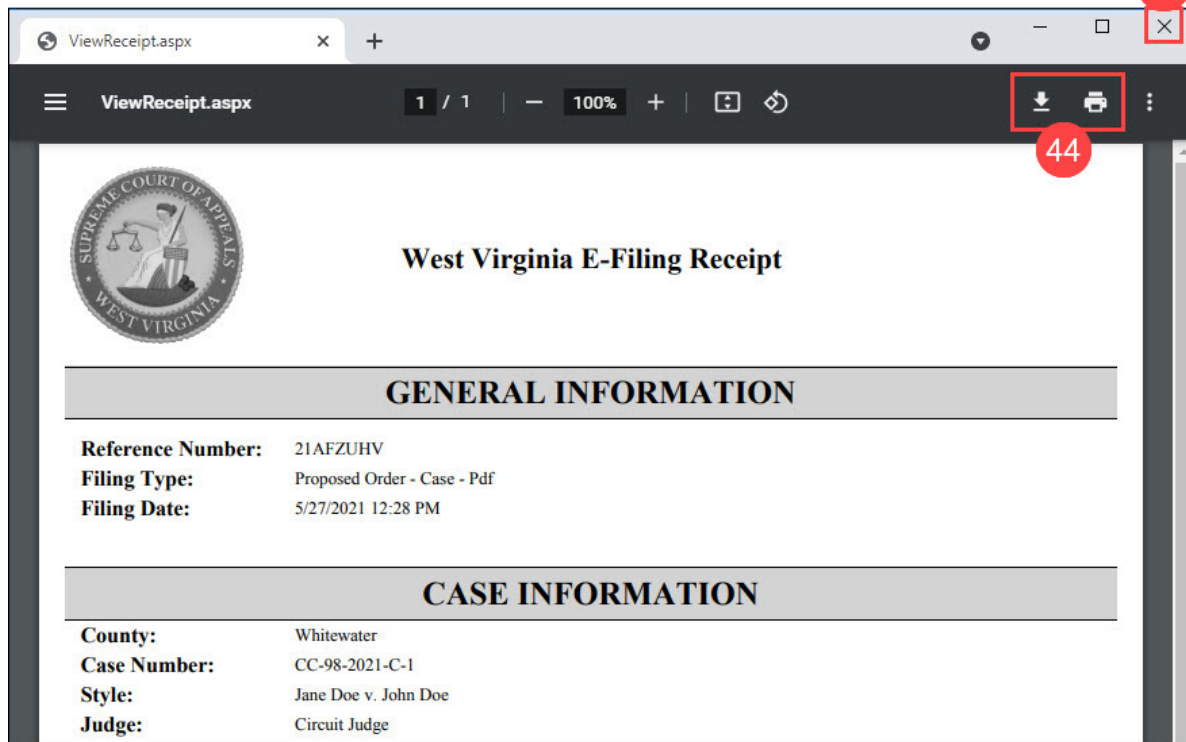 ViewReceipt.aspx
ViewReceipt.aspx 1 / 1 100%
44
SUPREME COURT OF APPEALS
WEST VIRGINIA
West Virginia E-Filing Receipt
GENERAL INFORMATION
Reference Number: 21AFZUHV
Filing Type: Proposed Order - Case - Pdf
Filing Date: 5/27/2021 12:28 PM
CASE INFORMATION
County: Whitewater
Case Number: CC-98-2021-C-1
Style: Jane Doe v. John Doe
Judge: Circuit Judge